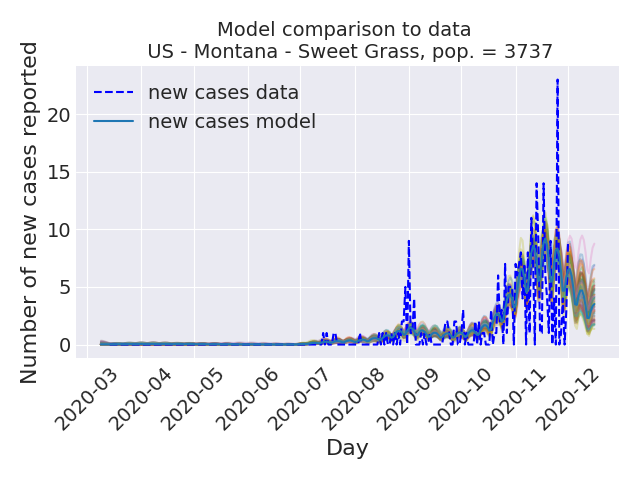 Model comparison to data
US - Montana - Sweet Grass, pop. = 3737
Number of new cases reported
new cases data
new cases model
20
15
10
5
0
2020-03
2020-04
2020-05
2020-06
2020-07
2020-08
2020-09
2020-10
2020-11
2020-12
Day